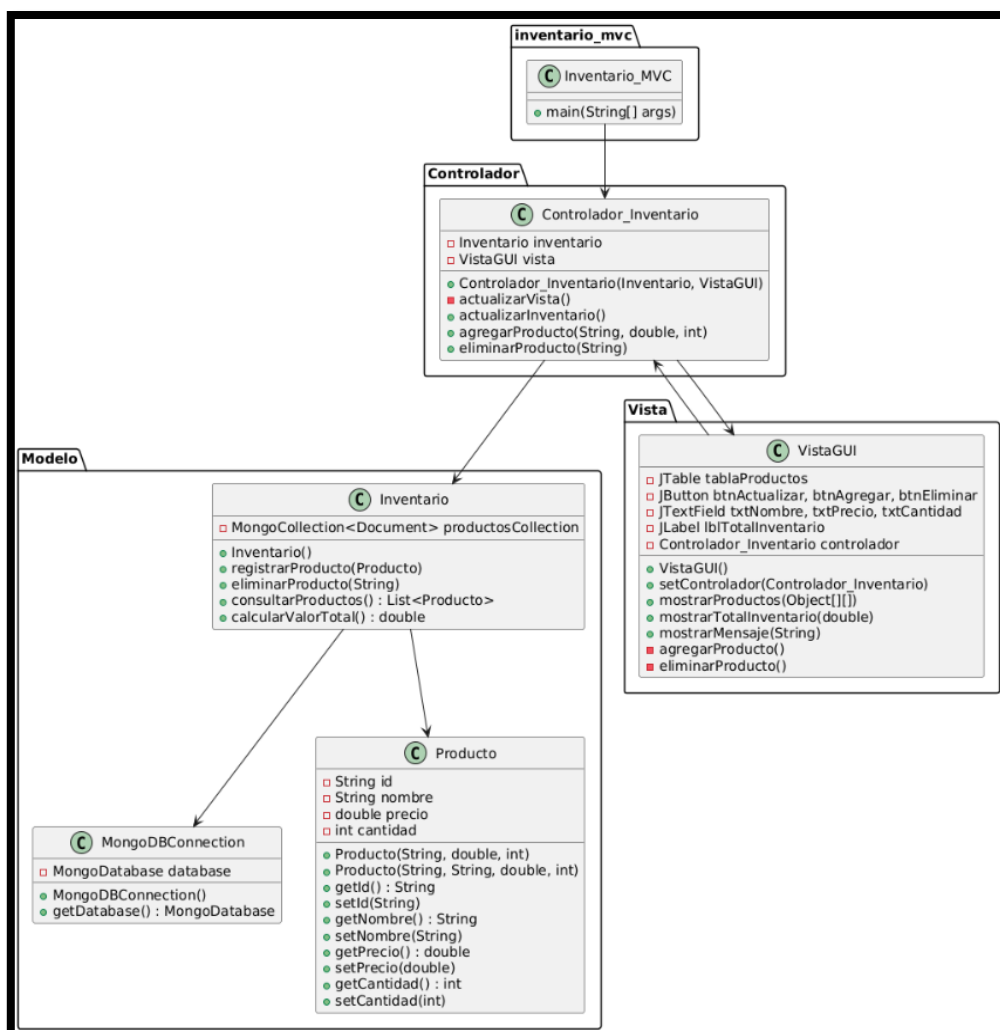 inventario_mvc
C Inventario_MVC
main(String[] args)
Controlador
C Controlador_Inventario
Inventario inventario
VistaGUI vista
Controlador_Inventario(Inventario, VistaGUI)
actualizarVista()
actualizarInventario()
agregarProducto(String, double, int)
eliminarProducto(String)
Vista
C VistaGUI
JTable tablaProductos
JButton btnActualizar, btnAgregar, btnEliminar
JTextField txtNombre, txtPrecio, txtCantidad
JLabel lblTotalInventario
Controlador_Inventario controlador
VistaGUI()
setControlador(Controlador_Inventario)
mostrarProductos(Object[][])
mostrarTotalInventario(double)
mostrarMensaje(String)
agregarProducto()
eliminarProducto()
Modelo
C Inventario
MongoCollection<Document> productosCollection
Inventario()
registrarProducto(Producto)
eliminarProducto(String)
consultarProductos() : List<Producto>
calcularValorTotal() : double
C MongoDBConnection
MongoDatabase database
MongoDBConnection()
getDatabase() : MongoDatabase
C Producto
String id
String nombre
double precio
int cantidad
Producto(String, double, int)
Producto(String, String, double, int)
getId() : String
setId(String)
getNombre() : String
setNombre(String)
getPrecio() : double
setPrecio(double)
getCantidad() : int
setCantidad(int)